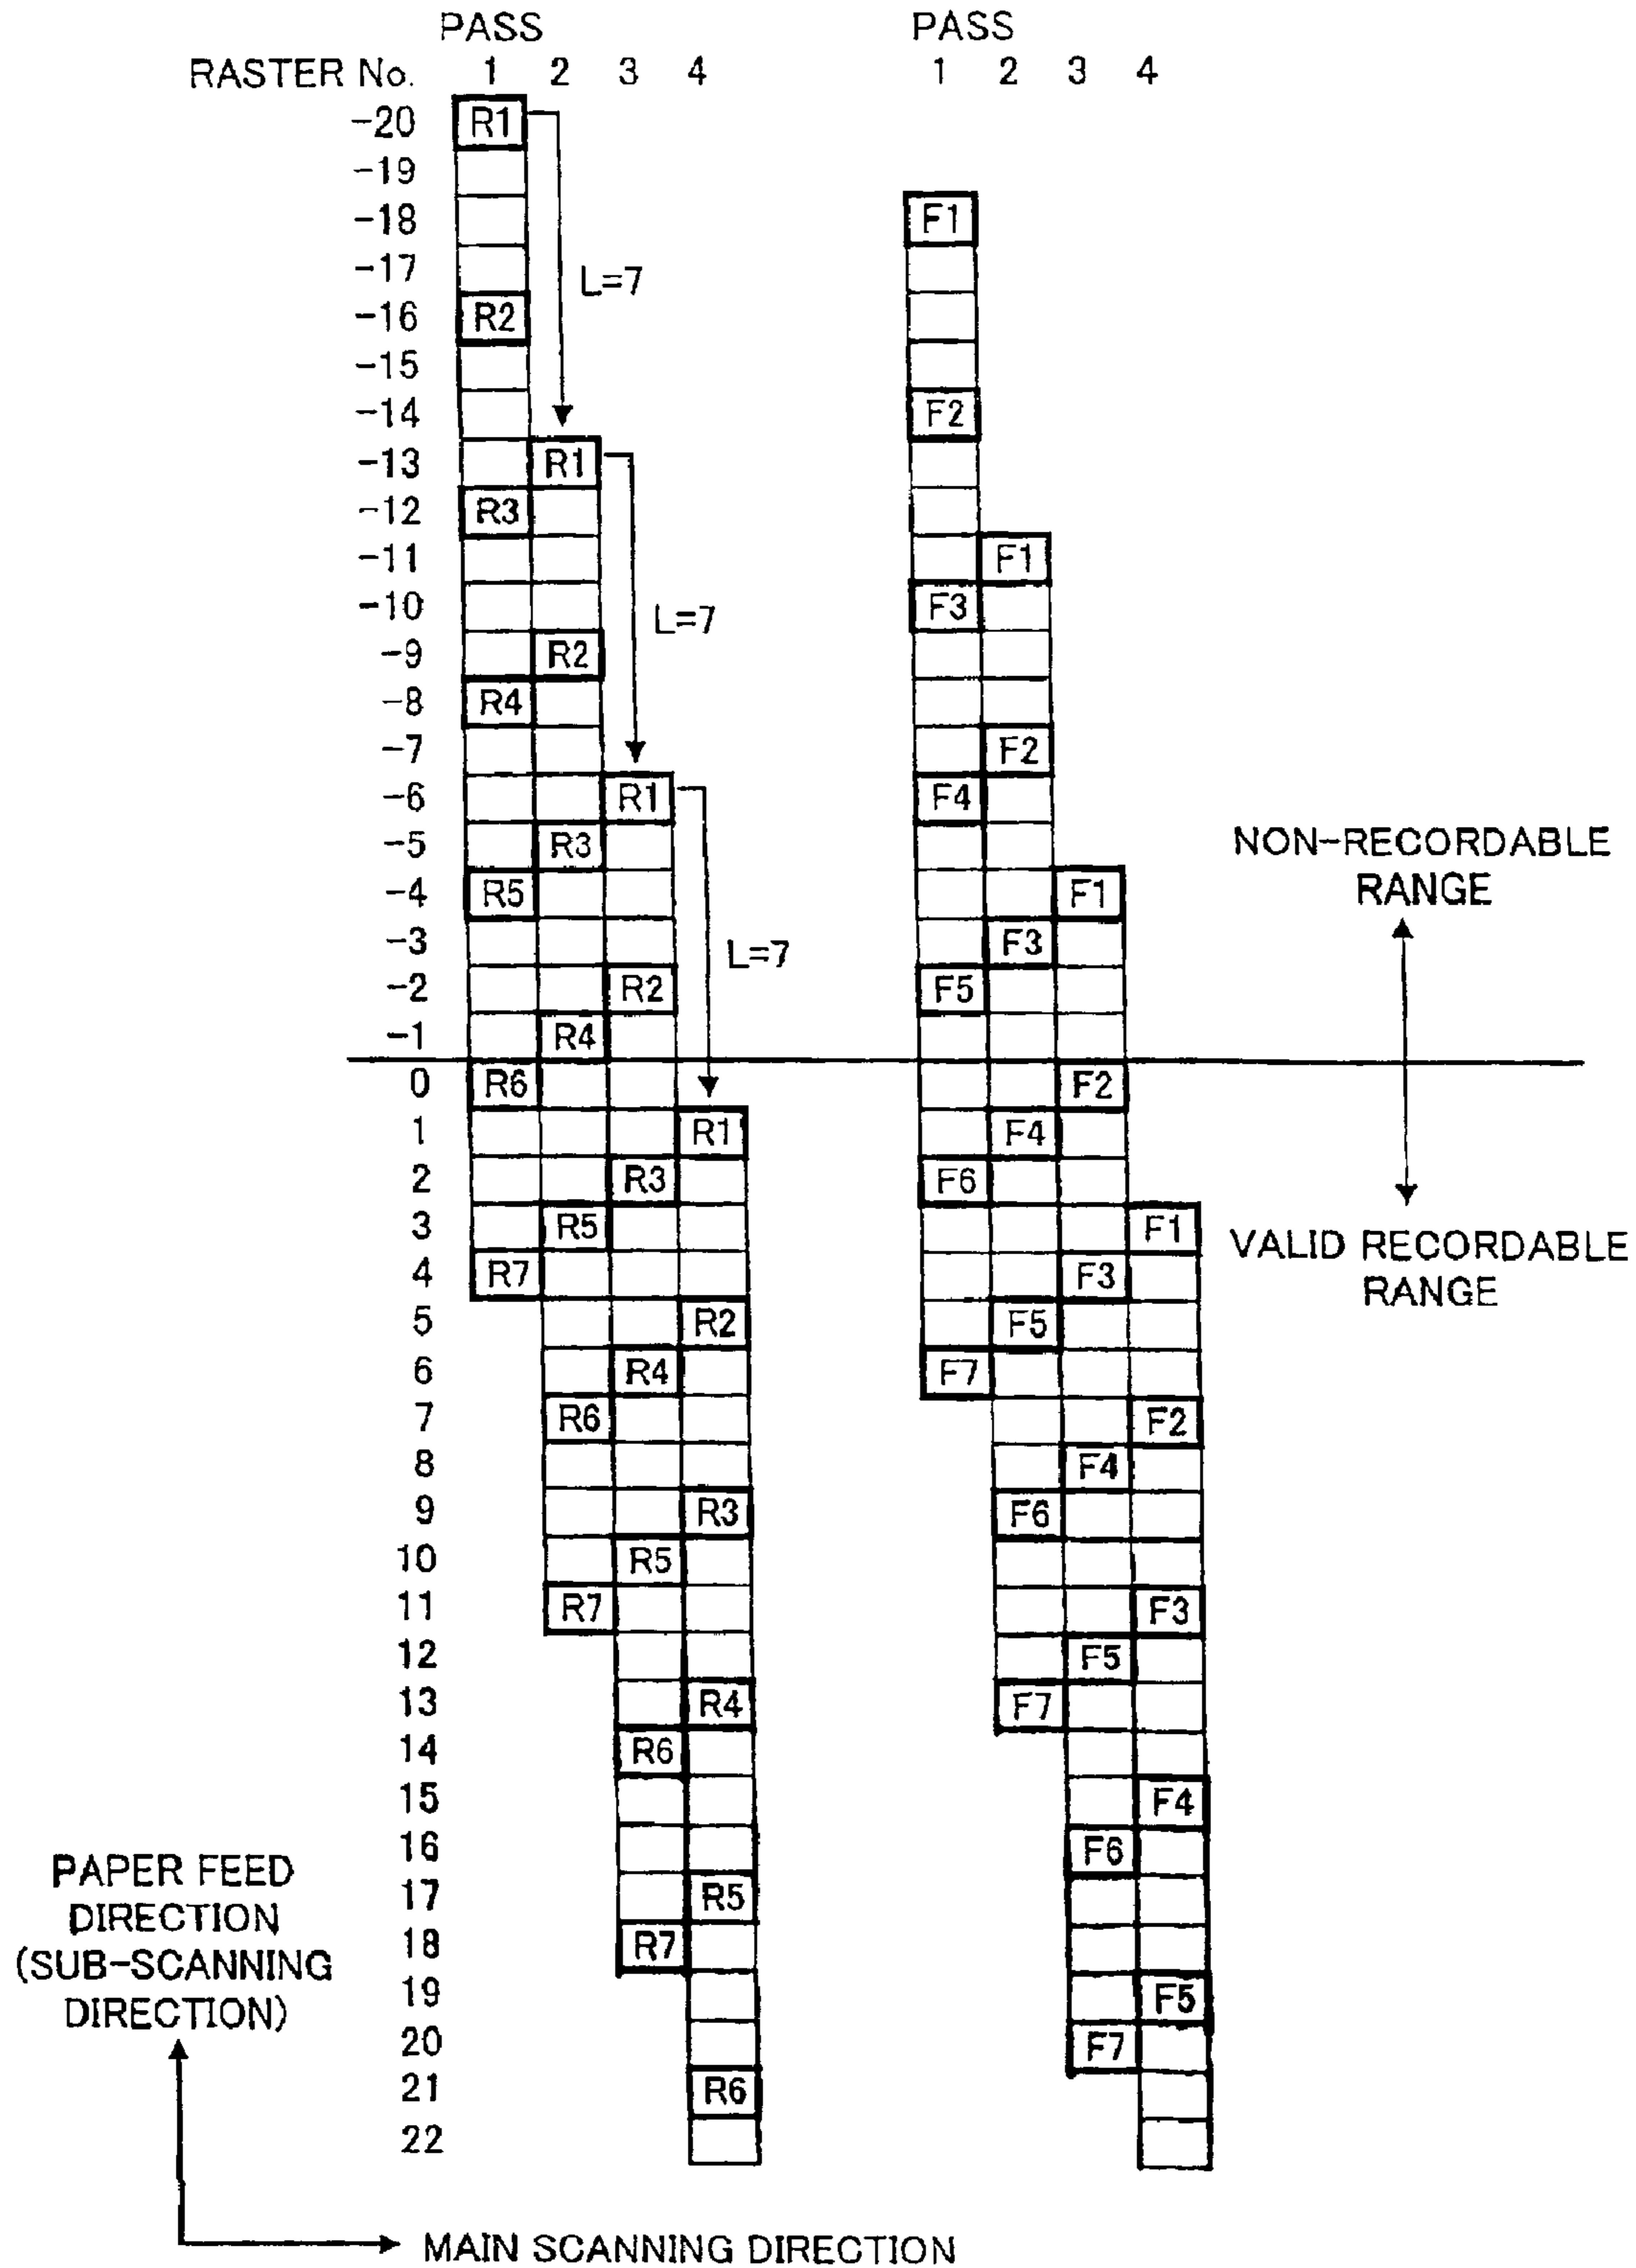 PASS PASS
RASTER No. 1 2 3 4 1 2 3 4
-20 R1
-19
-18 F1
-17 L=7
-16 R2
-15
-14 F2
-13 R1
-12 R3
-11 F1
-10 F3 L=7
-9 R2
-8 R4
-7 F2
-6 R1 F4
-5 R3 NON-RECORDABLE
-4 R5 F1 RANGE
-3 F3 L=7
-2 R2 F5
-1 R4
0 R6 F2
1 R1 F4
2 R3 F6
3 R5 F1 VALID RECORDABLE
4 R7 F3 RANGE
5 R2 F5
6 R4 F7
7 R6 F2
8 F4
9 R3 F6
10 R5
11 R7 F3
12 F5
13 R4 F7
14 R6
15 F4
16 F6
17 R5
18 R7
19 F5
20 F7
21 R6
22
PAPER FEED
DIRECTION
(SUB-SCANNING
DIRECTION)
MAIN SCANNING DIRECTION